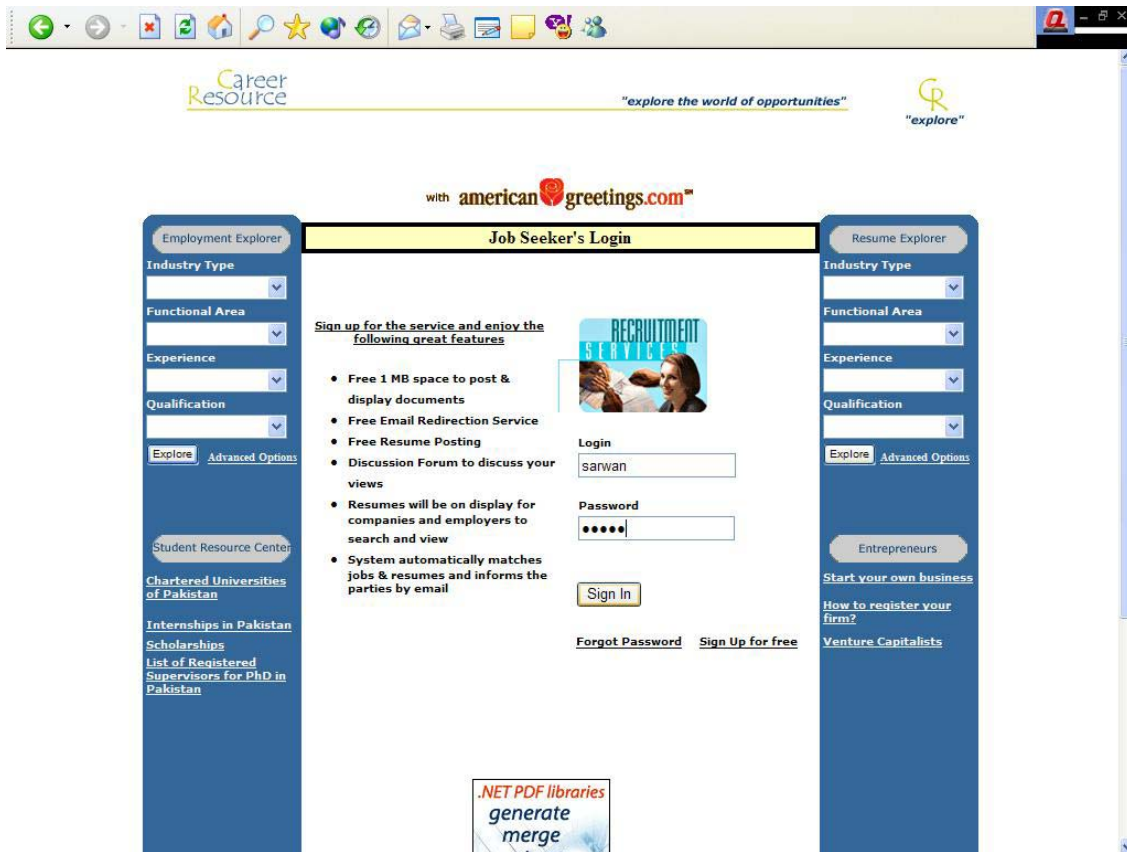 Career
Resource
"explore the world of opportunities"
CR
"explore"
with american greetings.com℠
Employment Explorer
Industry Type
Functional Area
Experience
Qualification
Explore Advanced Options
Student Resource Center
Chartered Universities
of Pakistan
Internships in Pakistan
Scholarships
List of Registered
Supervisors for PhD in
Pakistan
Job Seeker's Login
Sign up for the service and enjoy the
following great features
• Free 1 MB space to post &
display documents
• Free Email Redirection Service
• Free Resume Posting
• Discussion Forum to discuss your
views
• Resumes will be on display for
companies and employers to
search and view
• System automatically matches
jobs & resumes and informs the
parties by email
RECRUITMENT
SERVICES
Login
sarwan
Password
•••••
Sign In
Forgot Password Sign Up for free
.NET PDF libraries
generate
merge
Resume Explorer
Industry Type
Functional Area
Experience
Qualification
Explore Advanced Options
Entrepreneurs
Start your own business
How to register your
firm?
Venture Capitalists